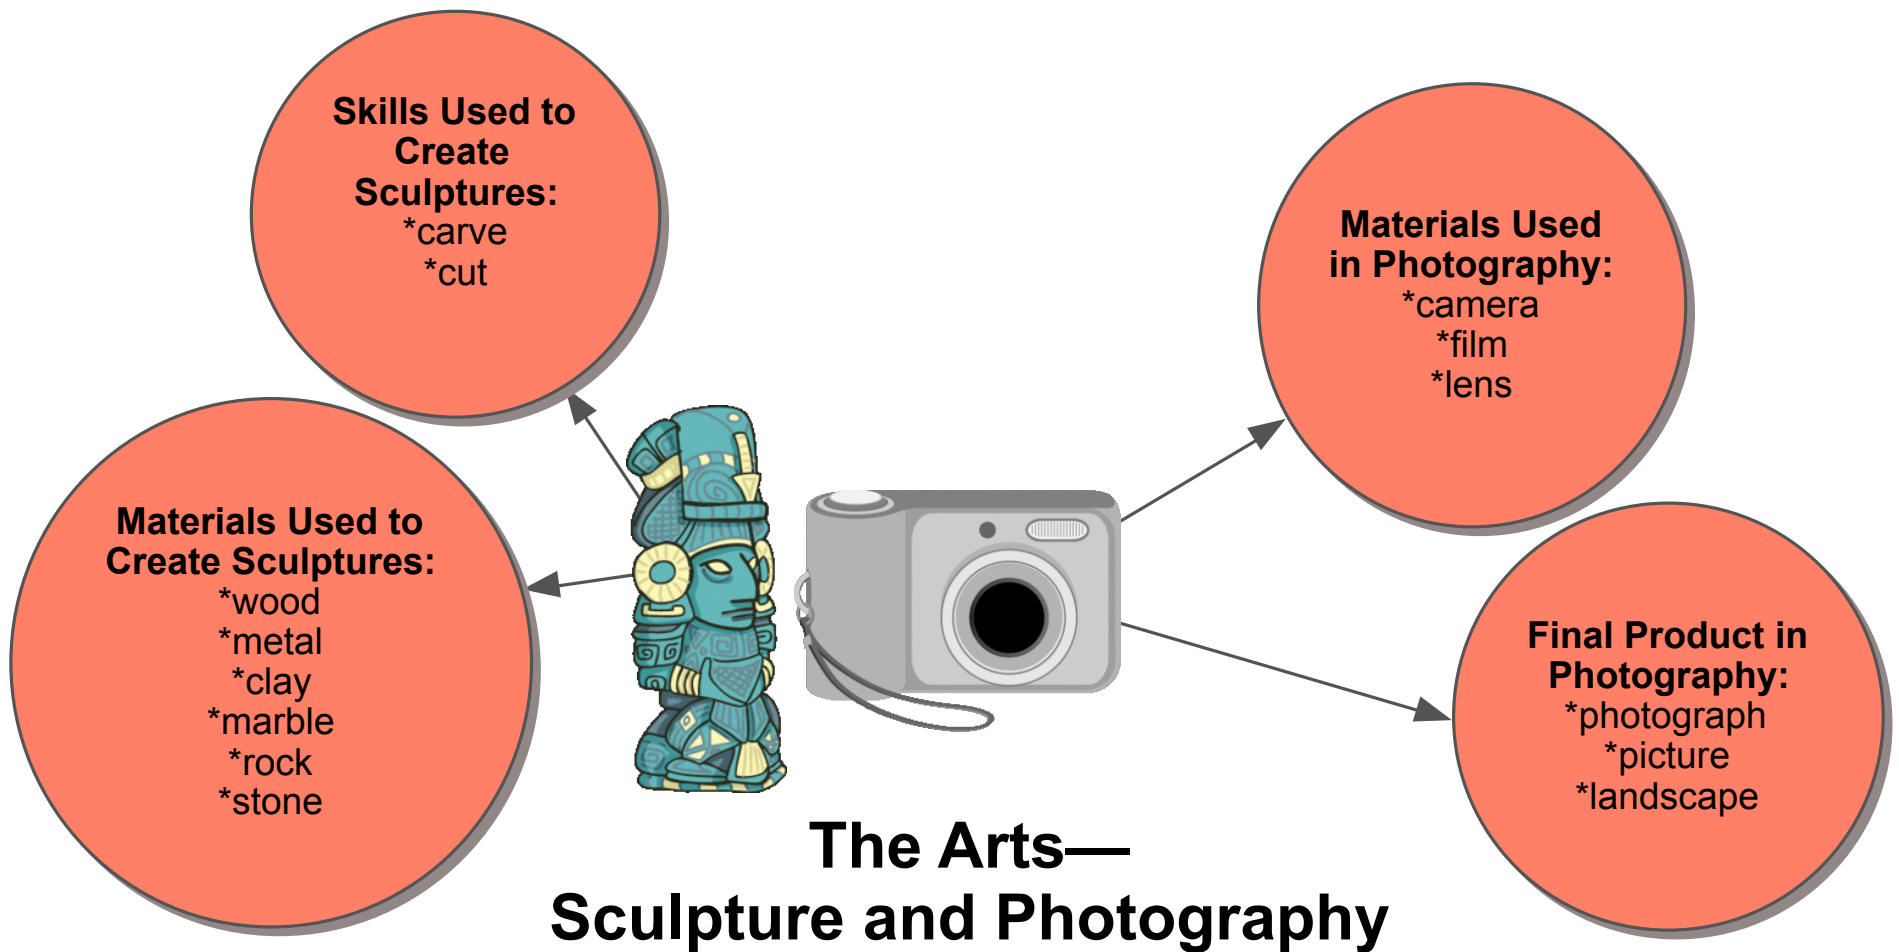 Skills Used to
Create
Sculptures:
*carve
*cut
Materials Used to
Create Sculptures:
*wood
*metal
*clay
*marble
*rock
*stone
Materials Used
in Photography:
*camera
*film
*lens
Final Product in
Photography:
*photograph
*picture
*landscape
The Arts—
Sculpture and Photography